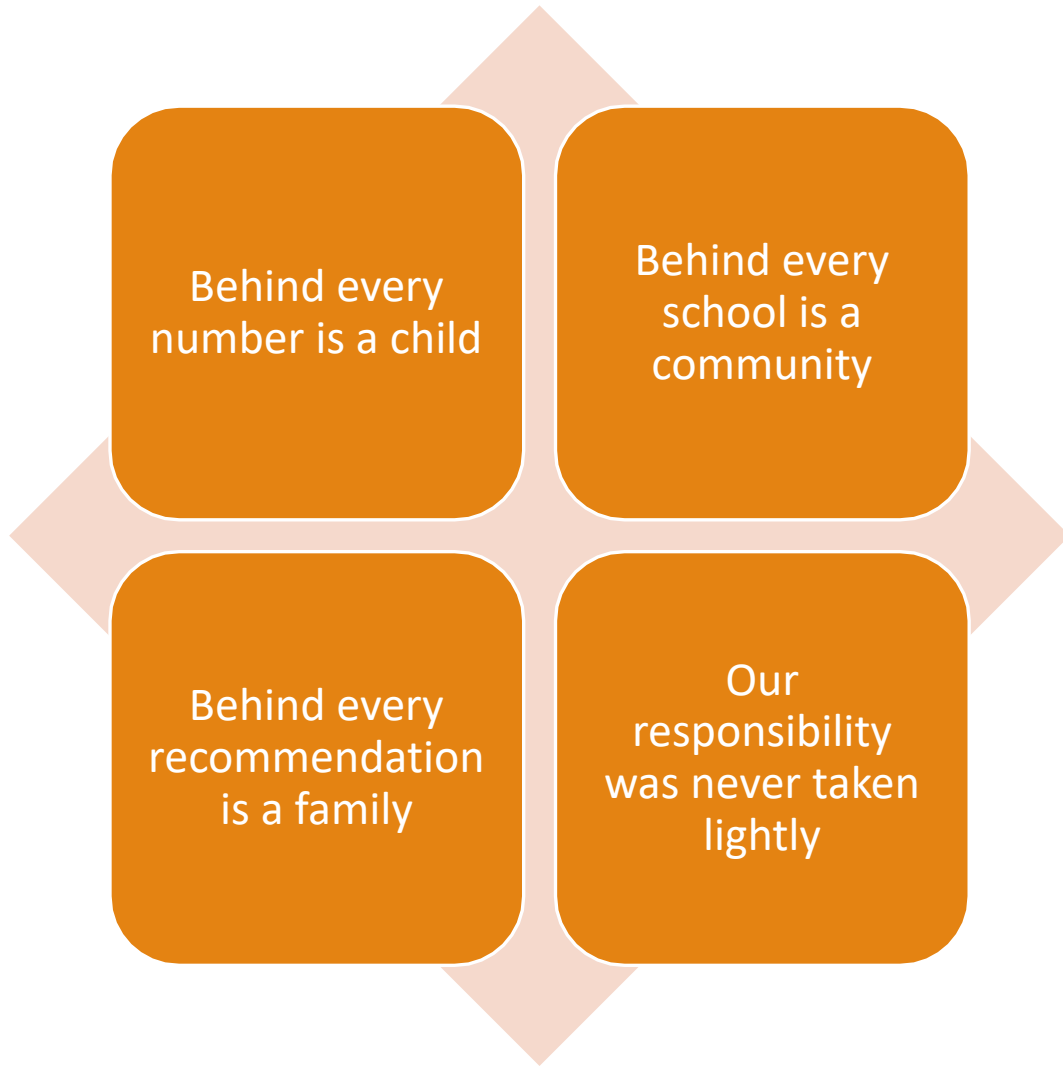 Behind every
number is a child
Behind every
school is a
community
Behind every
recommendation
is a family
Our
responsibility
was never taken
lightly